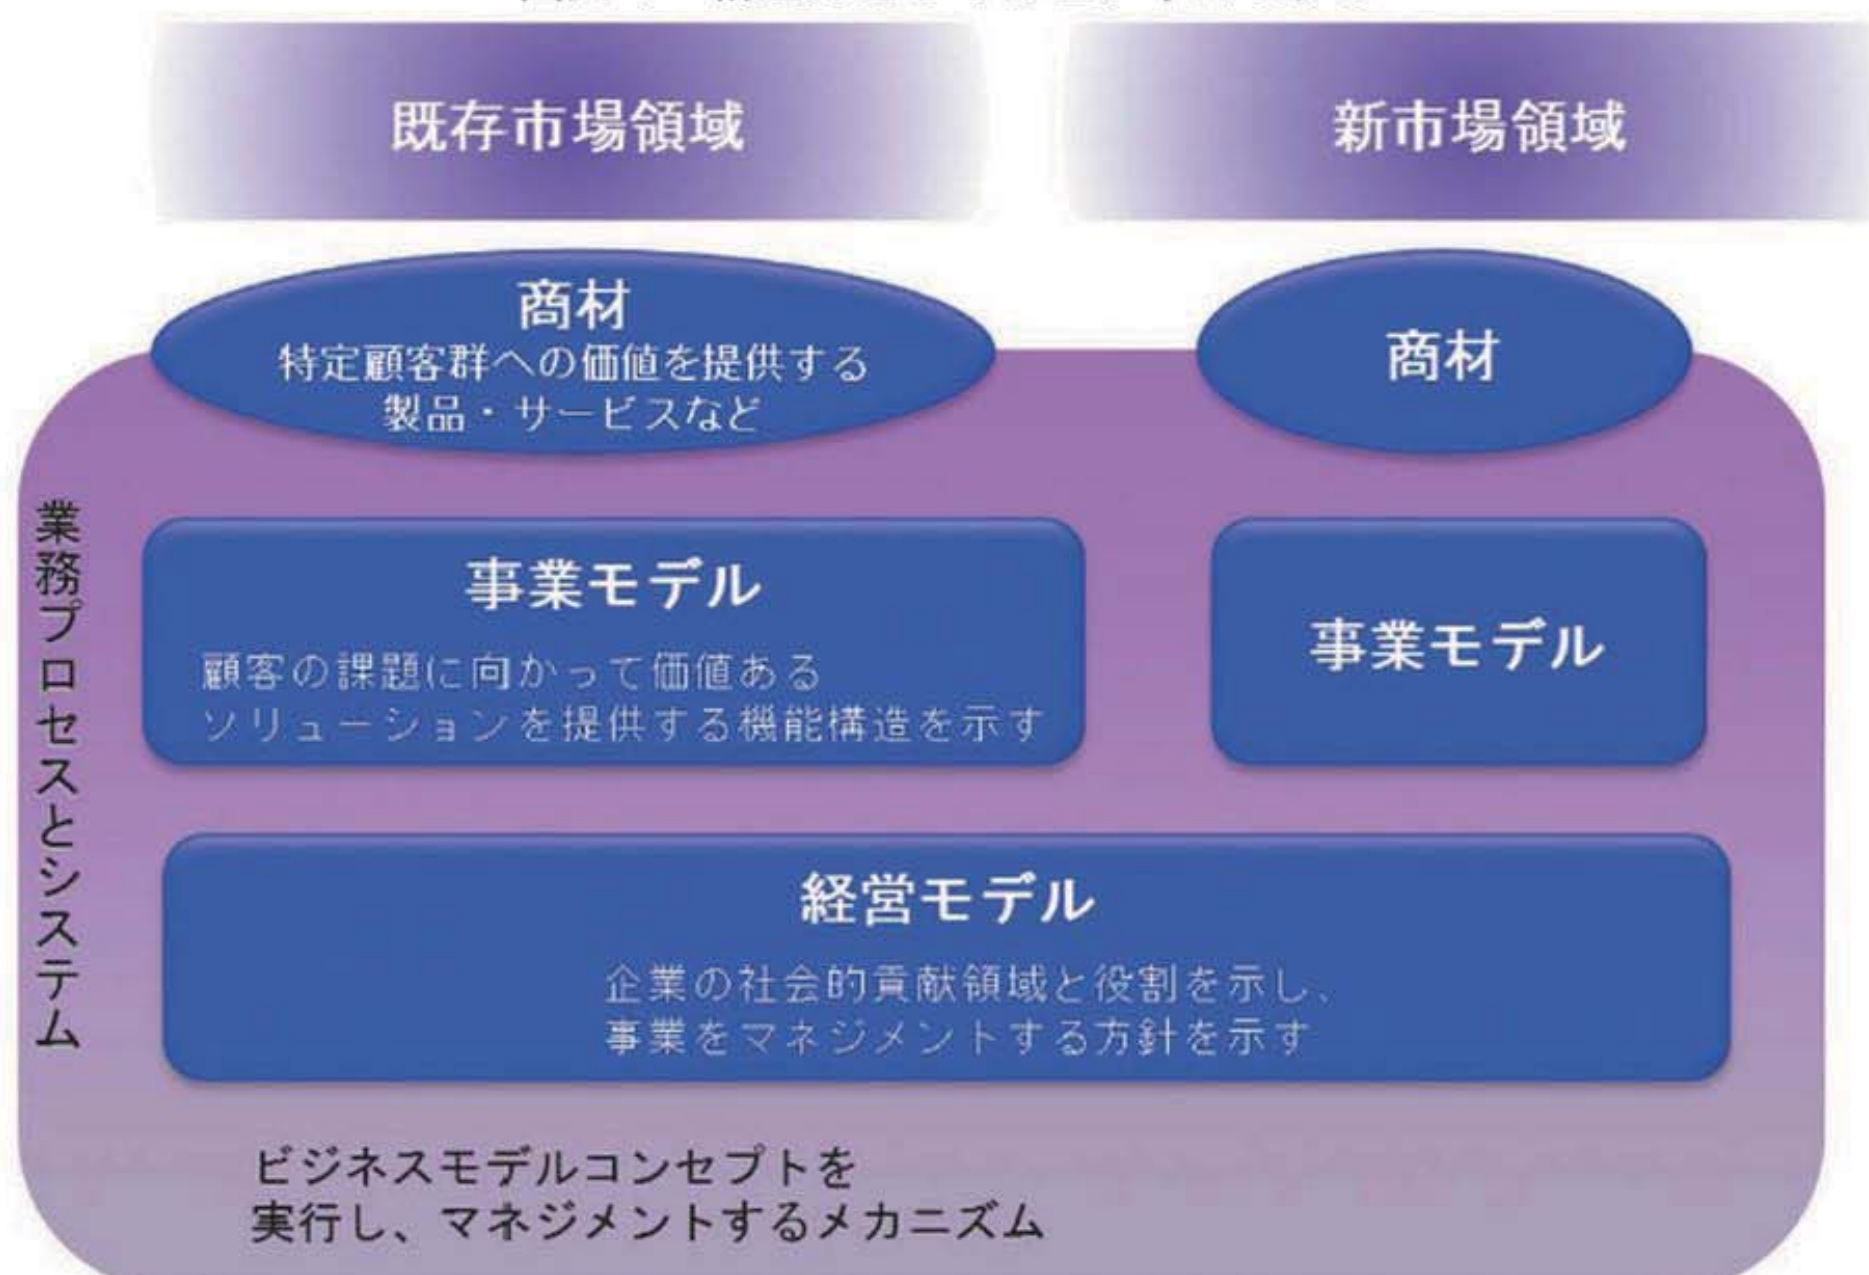 既存市場領域
新市場領域
商材
特定顧客群への価値を提供する
製品・サービスなど
商材
業務プロセスとシステム
事業モデル
顧客の課題に向かって価値ある
ソリューションを提供する機能構造を示す
事業モデル
経営モデル
企業の社会的貢献領域と役割を示し、
事業をマネジメントする方針を示す
ビジネスモデルコンセプトを
実行し、マネジメントするメカニズム